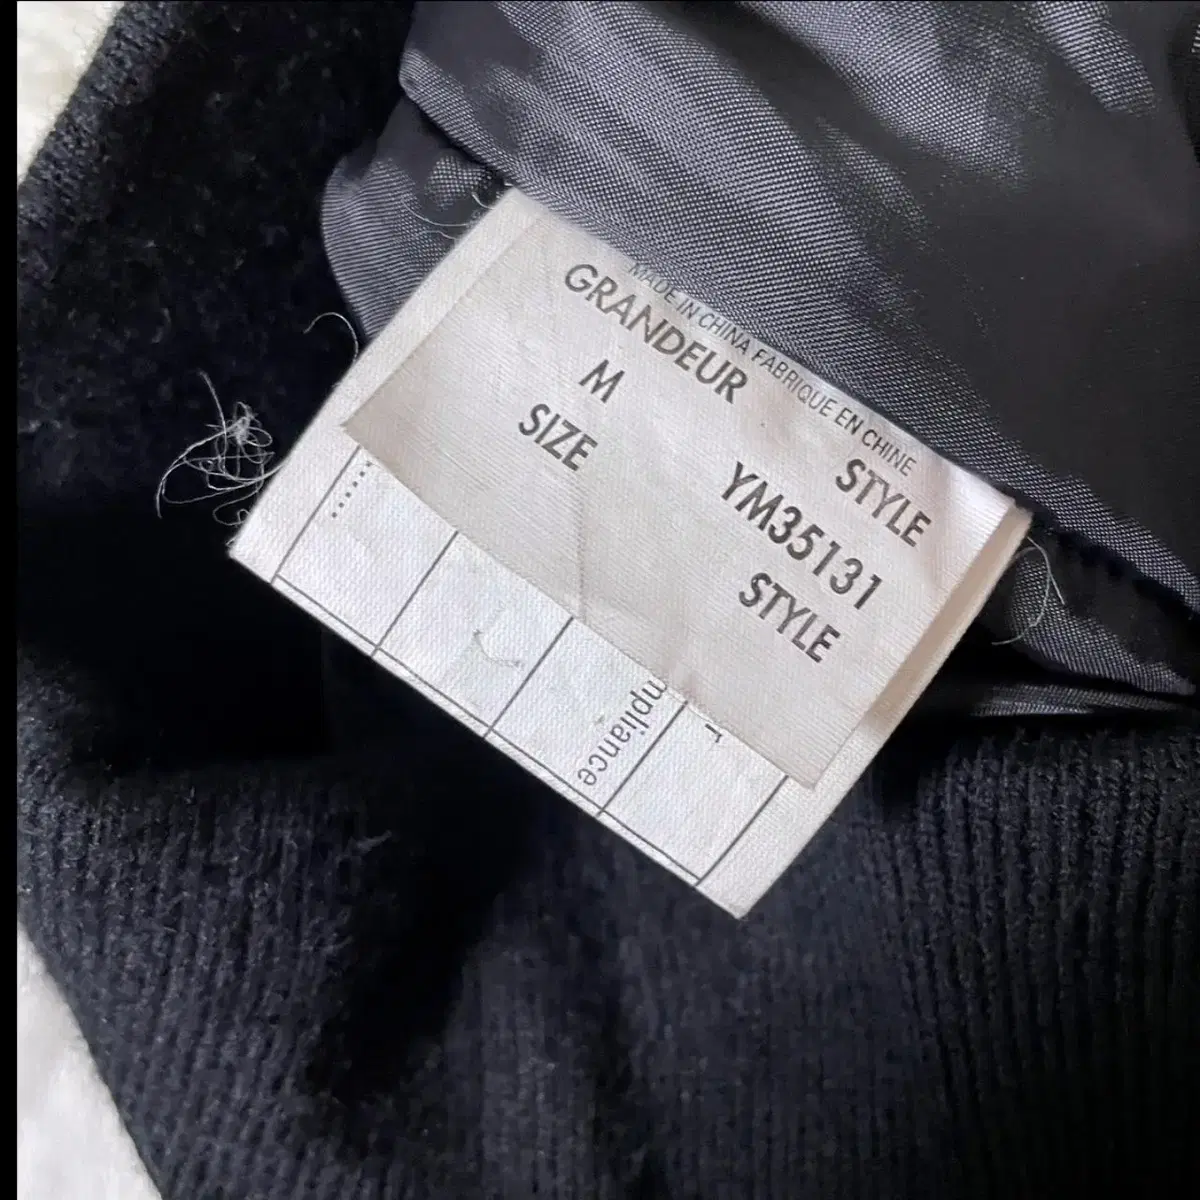 MADE IN CHINA FABRIQUE EN CHINE
GRANDEUR
STYLE
M
YM35131
SIZE
STYLE
mpliance